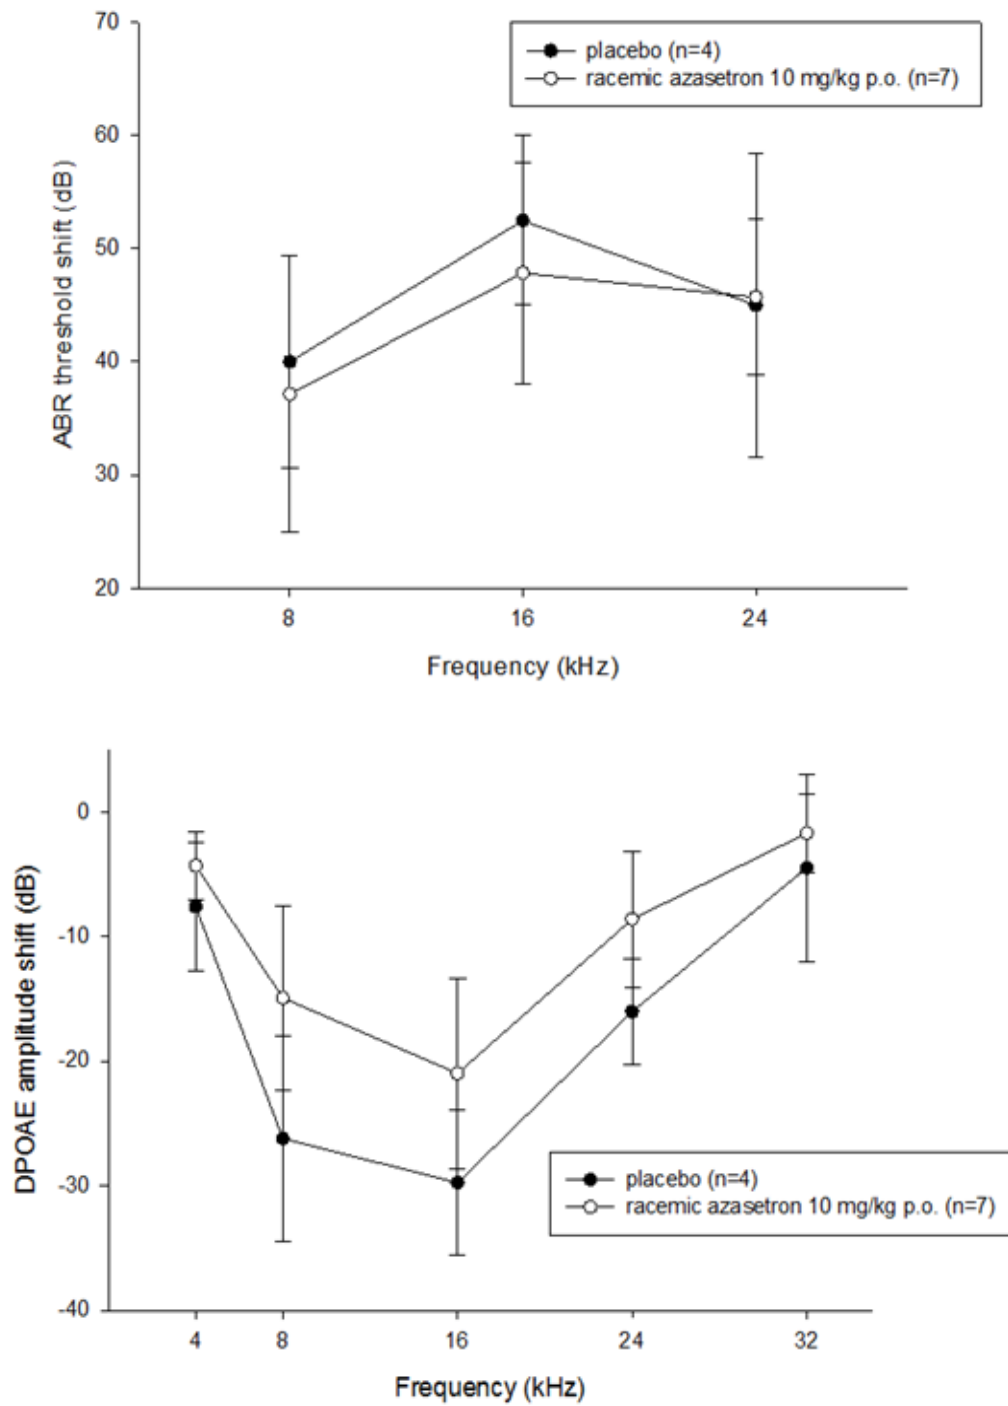 70
60
50
40
30
20
ABR threshold shift (dB)
placebo (n=4)
racemic azasetron 10 mg/kg p.o. (n=7)
8 16 24
Frequency (kHz)
0
-10
-20
-30
-40
DPOAE amplitude shift (dB)
placebo (n=4)
racemic azasetron 10 mg/kg p.o. (n=7)
4 8 16 24 32
Frequency (kHz)